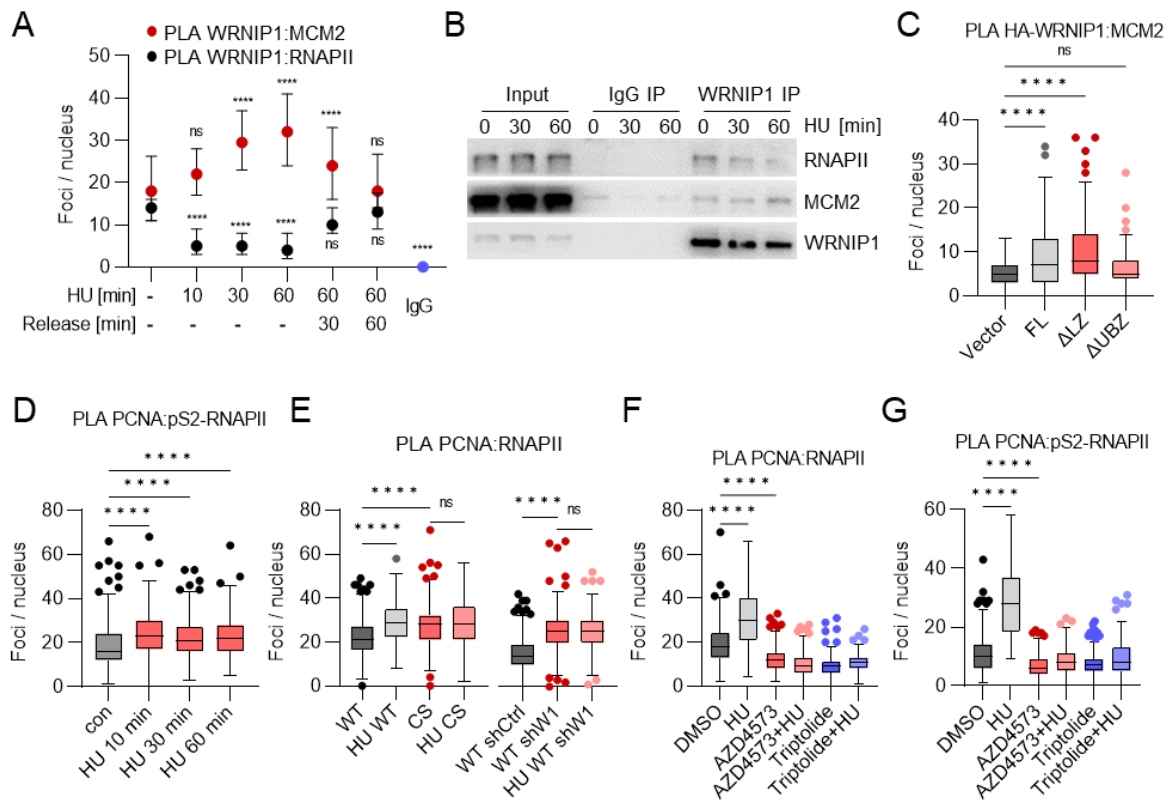 A
PLA WRNIP1:MCM2
PLA WRNIP1:RNAPII
Foci / nucleus
50
40
30
20
10
0
ns
****
****
****
ns
****
****
****
ns
ns
****
HU [min] - 10 30 60 60 60 IgG
Release [min] - - - - 30 60
B
Input IgG IP WRNIP1 IP
0 30 60 0 30 60 0 30 60 HU [min]
RNAPII
MCM2
WRNIP1
C
PLA HA-WRNIP1:MCM2
ns
****
****
Foci / nucleus
40
30
20
10
0
Vector FL ΔLZ ΔUBZ
D
PLA PCNA:pS2-RNAPII
****
****
****
Foci / nucleus
80
60
40
20
0
con HU 10 min HU 30 min HU 60 min
E
PLA PCNA:RNAPII
****
ns
****
****
ns
Foci / nucleus
80
60
40
20
0
WT HU WT CS HU CS WT shCtrl WT shW1 HU WT shW1
F
PLA PCNA:RNAPII
****
****
Foci / nucleus
80
60
40
20
0
DMSO HU AZD4573 AZD4573+HU Triptolide Triptolide+HU
G
PLA PCNA:pS2-RNAPII
****
****
Foci / nucleus
60
40
20
0
DMSO HU AZD4573 AZD4573+HU Triptolide Triptolide+HU